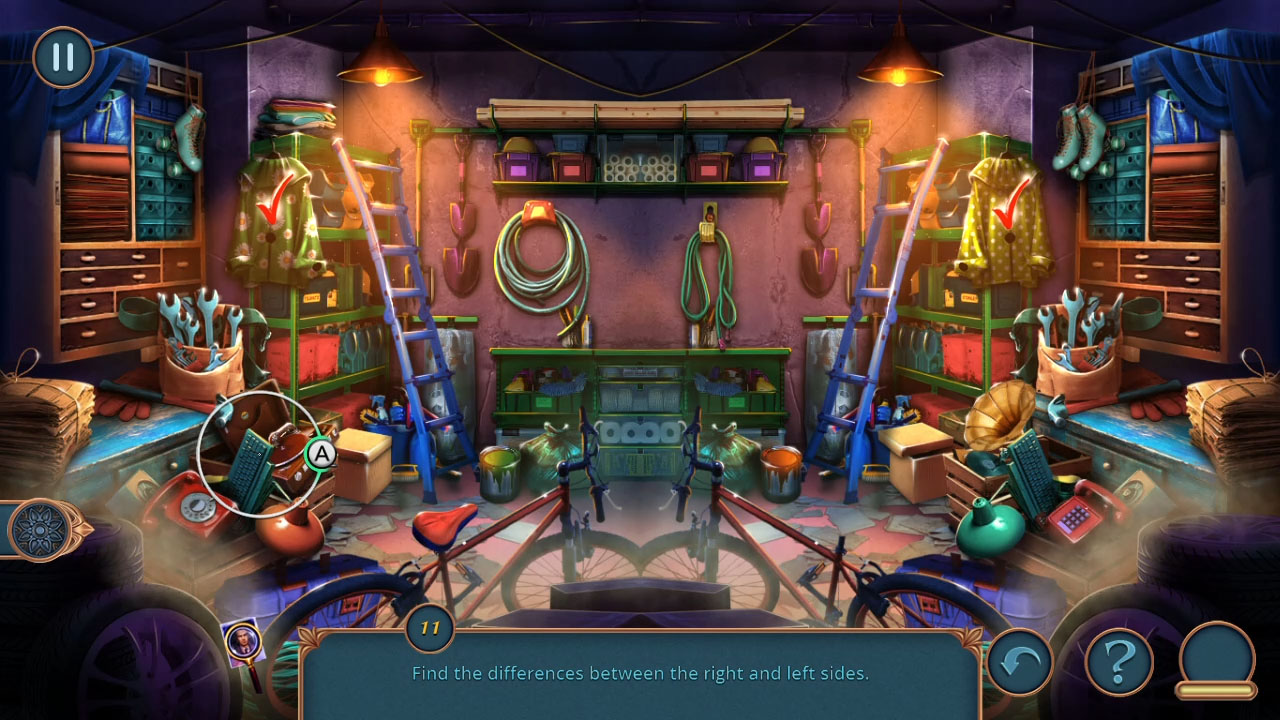 A
11
Find the differences between the right and left sides.
?